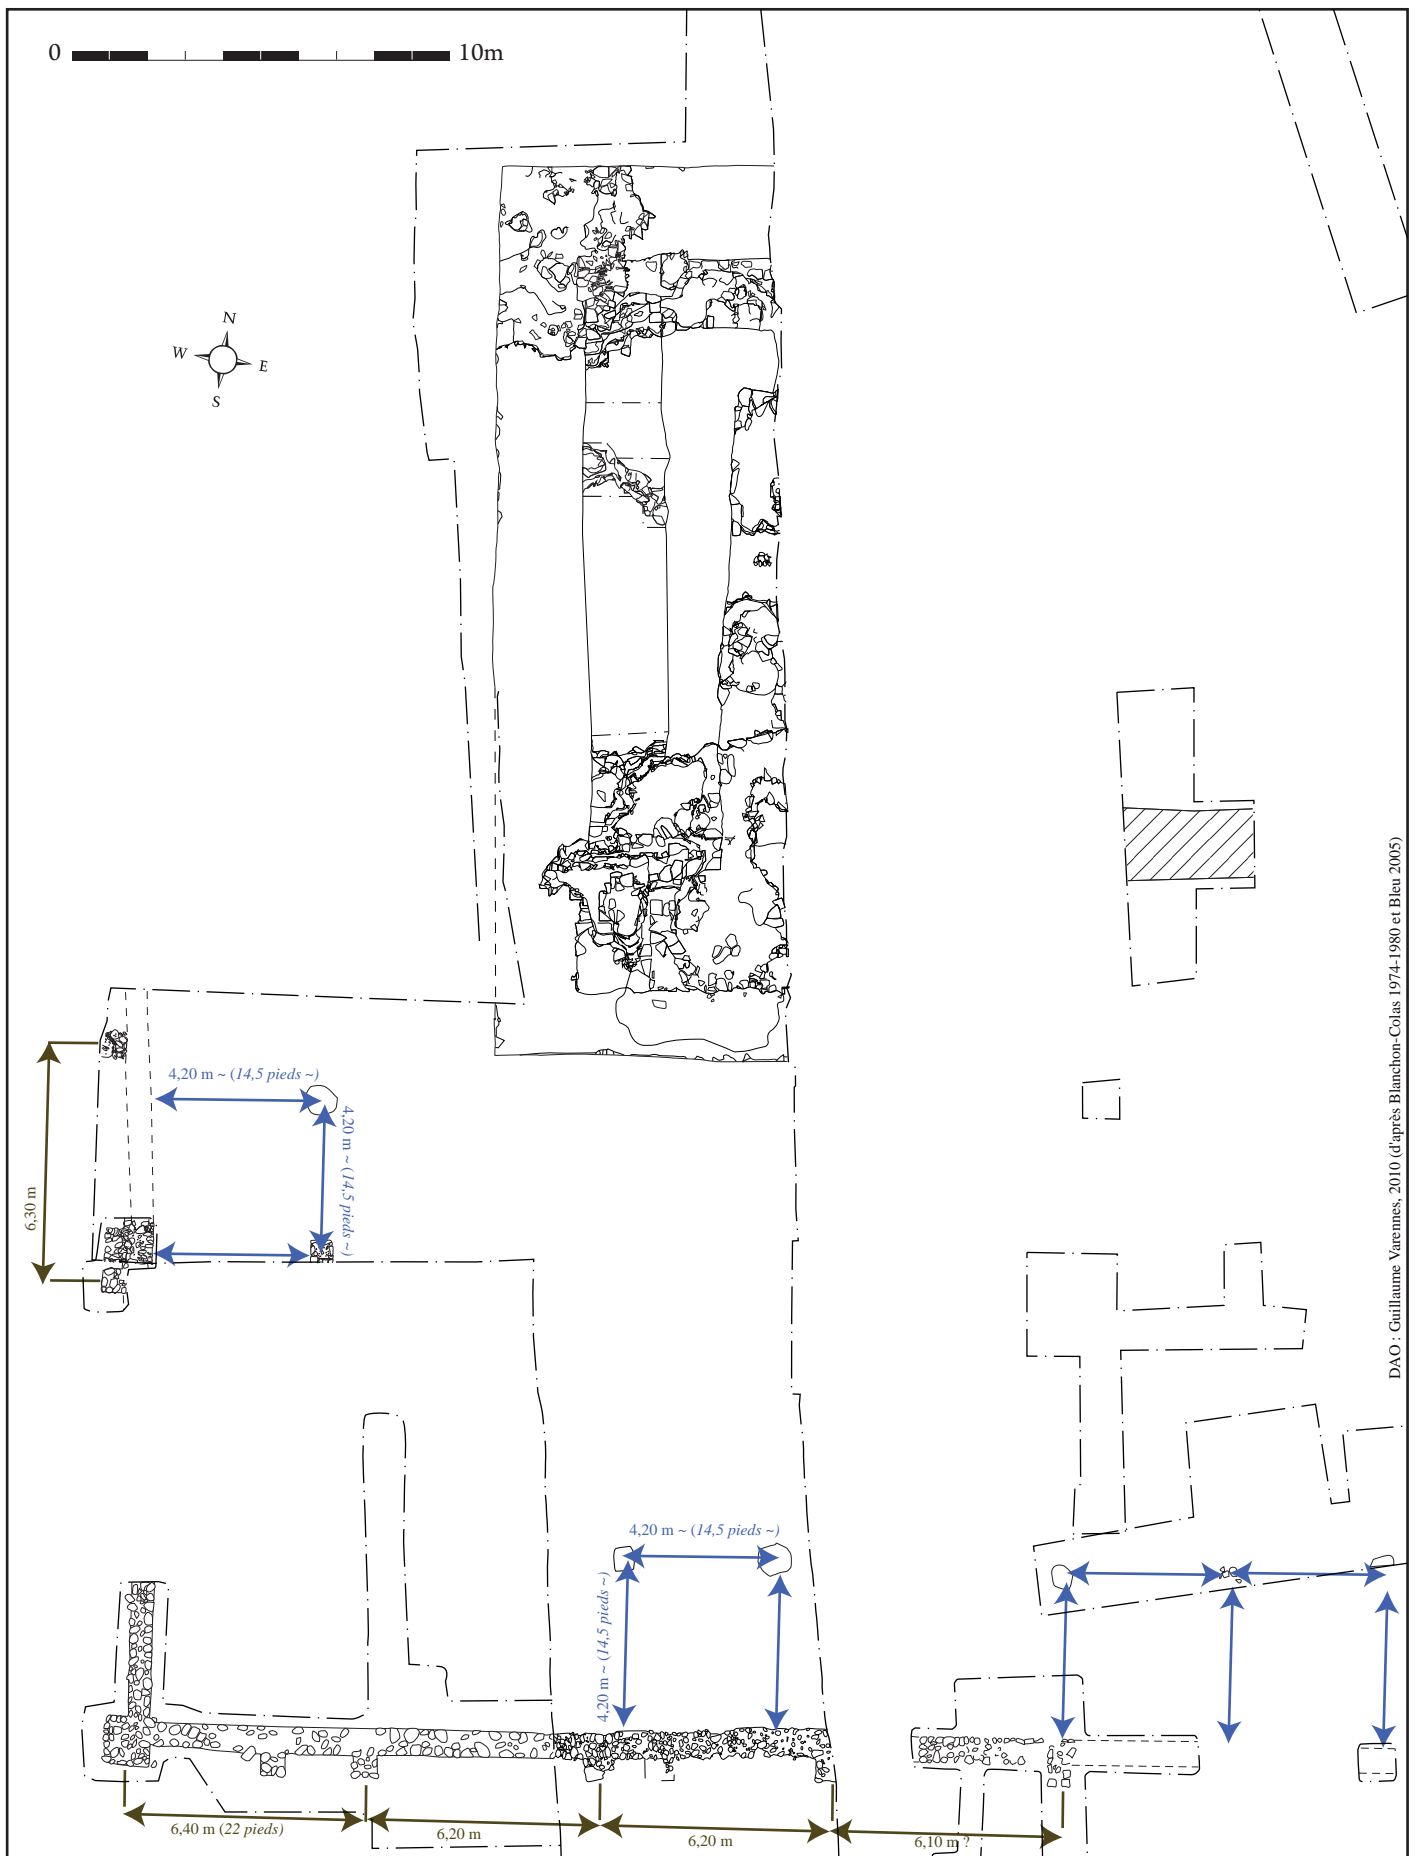 0 10m
N
W E
S
4,20 m ~ (14,5 pieds ~)
4,20 m ~ (14,5 pieds ~)
6,30 m
4,20 m ~ (14,5 pieds ~)
4,20 m ~ (14,5 pieds ~)
6,40 m (22 pieds)
6,20 m
6,20 m
6,10 m ?
DAO : Guillaume Varennes, 2010 (d'après Blanchon-Colas 1974-1980 et Bleu 2005)